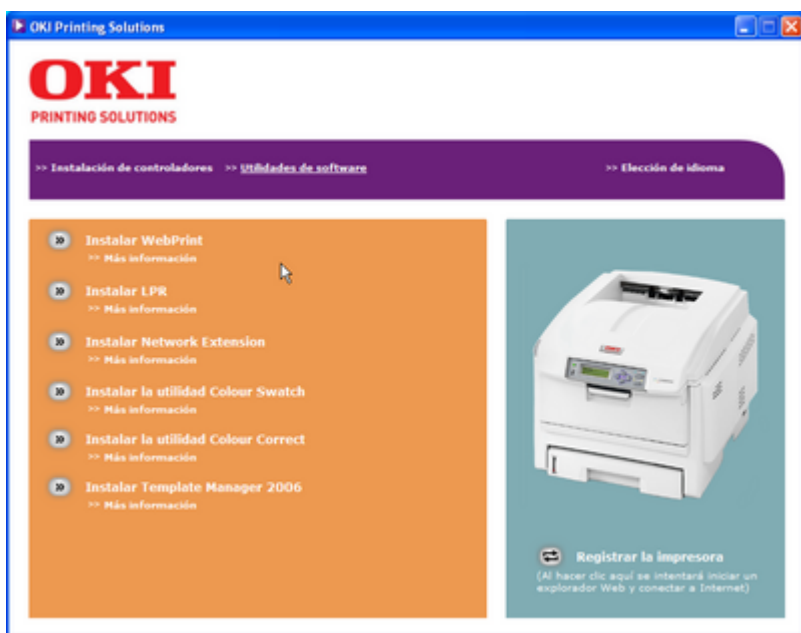 OKI Printing Solutions
OKI
PRINTING SOLUTIONS
>> Instalación de controladores >> Utilidades de software >> Elección de idioma
Instalar WebPrint
>> Más información
Instalar LPR
>> Más información
Instalar Network Extension
>> Más información
Instalar la utilidad Colour Swatch
>> Más información
Instalar la utilidad Colour Correct
>> Más información
Instalar Template Manager 2006
>> Más información
OKI
Registrar la impresora
(Al hacer clic aquí se intentará iniciar un
explorador Web y conectar a Internet)